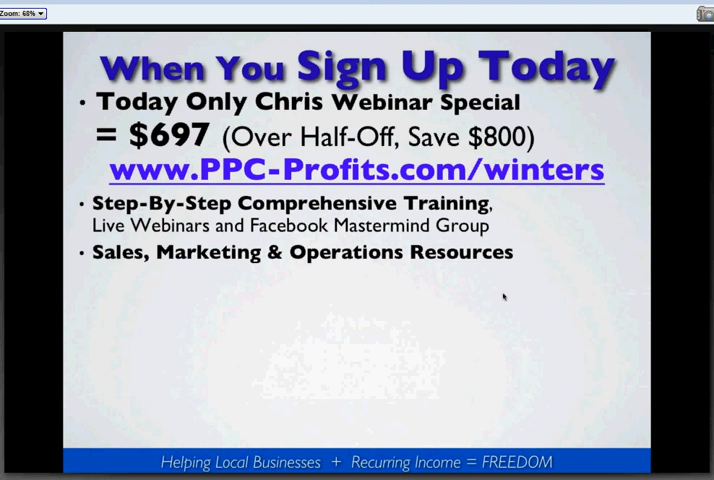 Zoom: 68%
When You Sign Up Today
• Today Only Chris Webinar Special
= $697 (Over Half-Off, Save $800)
www.PPC-Profits.com/winters
• Step-By-Step Comprehensive Training,
Live Webinars and Facebook Mastermind Group
• Sales, Marketing & Operations Resources
Helping Local Businesses + Recurring Income = FREEDOM